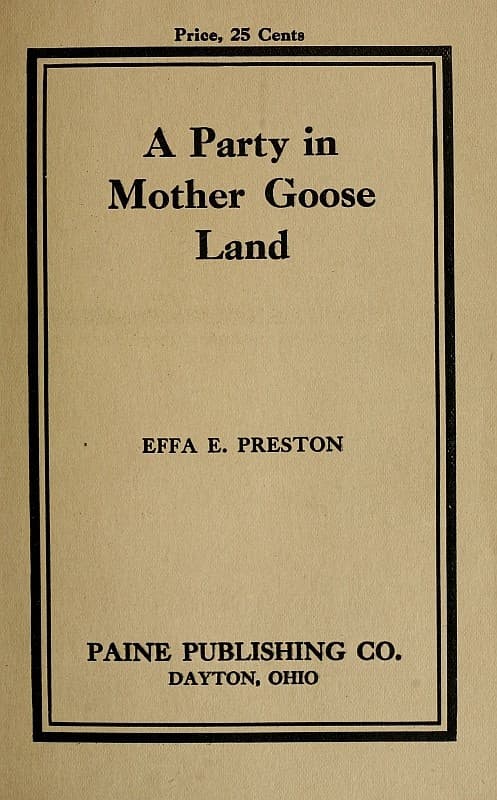 Price, 25 Cents
A Party in
Mother Goose
Land
EFFA E. PRESTON
PAINE PUBLISHING CO.
DAYTON, OHIO